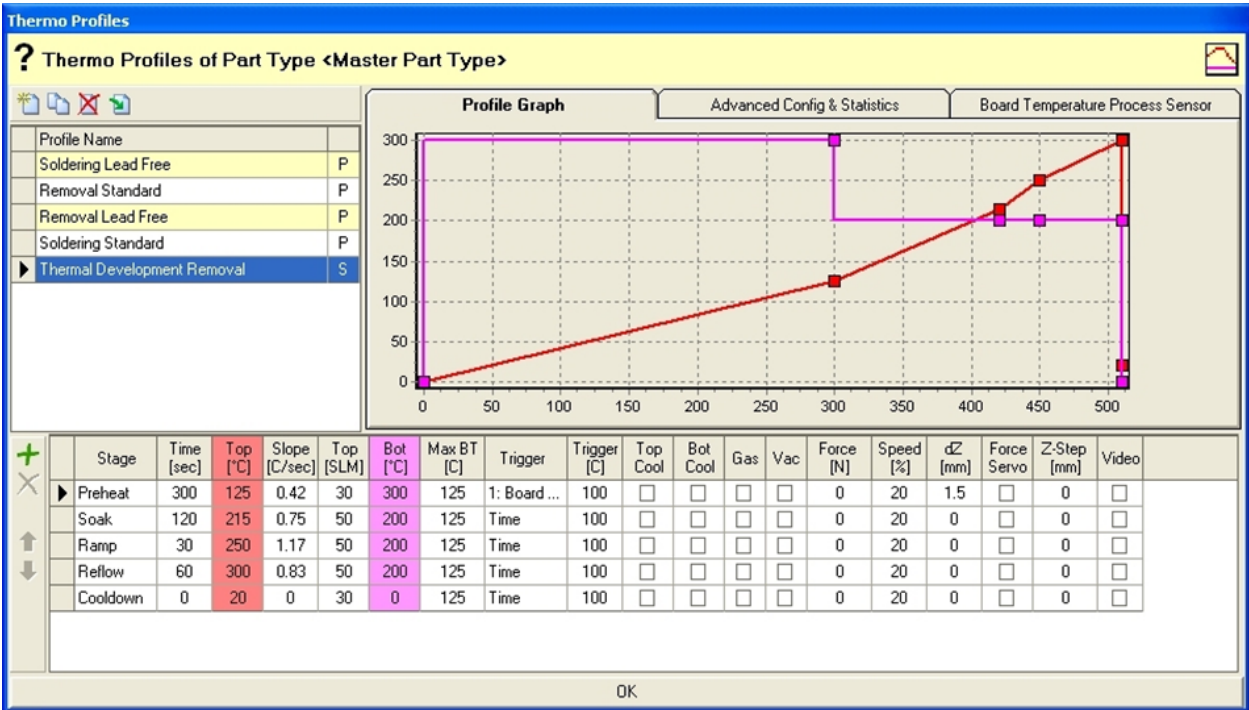 Thermo Profiles
? Thermo Profiles of Part Type <Master Part Type>
Profile Name
Soldering Lead Free P
Removal Standard P
Removal Lead Free P
Soldering Standard P
Thermal Development Removal S
Profile Graph Advanced Config & Statistics Board Temperature Process Sensor
300
250
200
150
100
50
0
0 50 100 150 200 250 300 350 400 450 500
Stage Time [sec] Top [°C] Slope [C/sec] Top [SLM] Bot [°C] Max BT [C] Trigger Trigger [C] Top Cool Bot Cool Gas Vac Force [N] Speed [%] dZ [mm] Force Servo Z-Step [mm] Video
Preheat 300 125 0.42 30 300 125 1: Board ... 100 0 20 1.5 0
Soak 120 215 0.75 50 200 125 Time 100 0 20 0 0
Ramp 30 250 1.17 50 200 125 Time 100 0 20 0 0
Reflow 60 300 0.83 50 200 125 Time 100 0 20 0 0
Cooldown 0 20 0 30 0 125 Time 100 0 20 0 0
OK